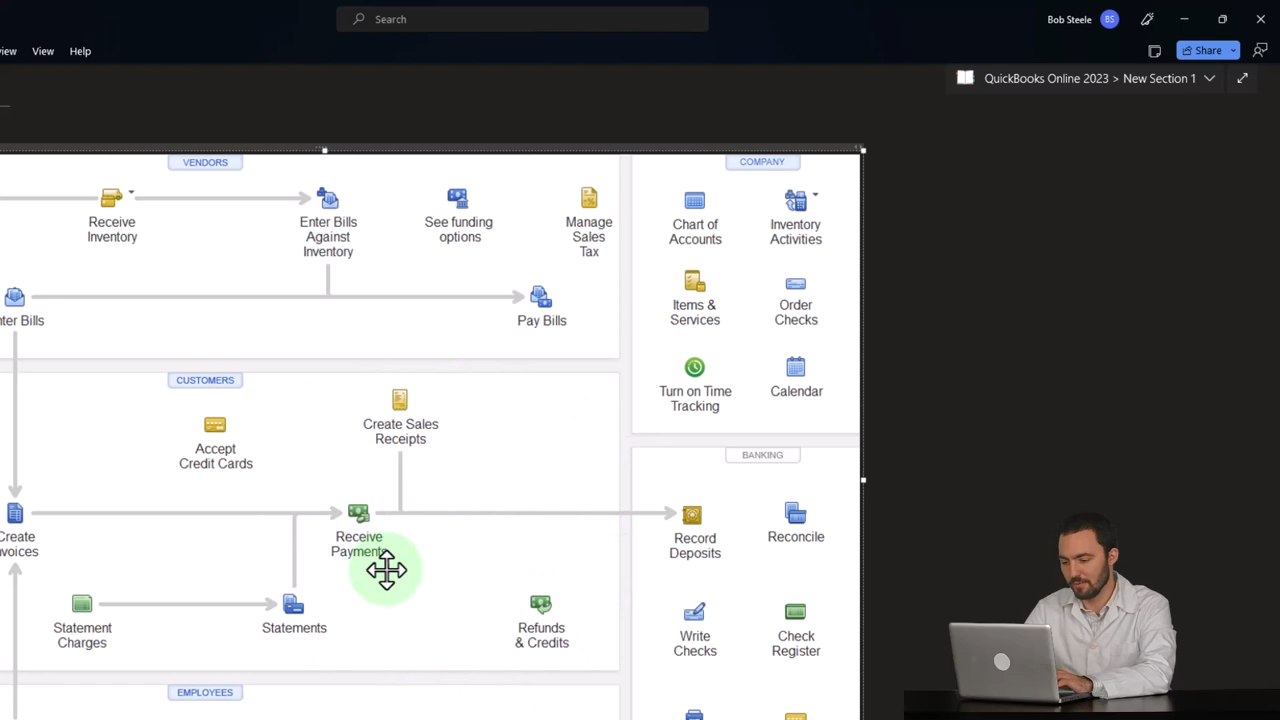 Search
Bob Steele
BS
iew
View
Help
Share
QuickBooks Online 2023 > New Section 1
VENDORS
COMPANY
Receive
Inventory
Enter Bills
Against
Inventory
See funding
options
Manage
Sales
Tax
Chart of
Accounts
Inventory
Activities
nter Bills
Pay Bills
Items &
Services
Order
Checks
Turn on Time
Tracking
Calendar
CUSTOMERS
Accept
Credit Cards
Create Sales
Receipts
BANKING
Create
nvoices
Receive
Payments
Record
Deposits
Reconcile
Statement
Charges
Statements
Refunds
& Credits
Write
Checks
Check
Register
EMPLOYEES